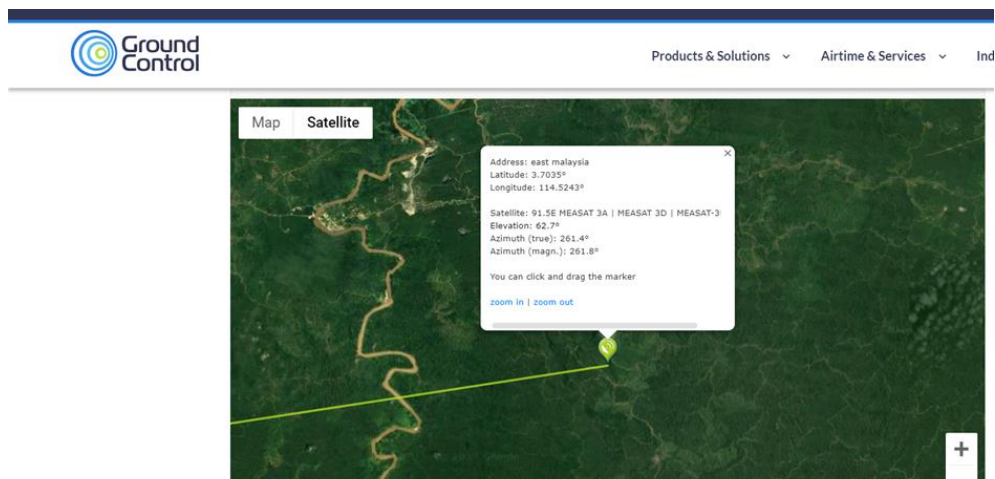 Ground
Control
Products & Solutions
Airtime & Services
Ind
Map
Satellite
Address: east malaysia
Latitude: 3.7035°
Longitude: 114.5243°
Satellite: 91.5E MEASAT 3A | MEASAT 3D | MEASAT-3
Elevation: 62.7°
Azimuth (true): 261.4°
Azimuth (magn.): 261.8°
You can click and drag the marker
zoom in | zoom out